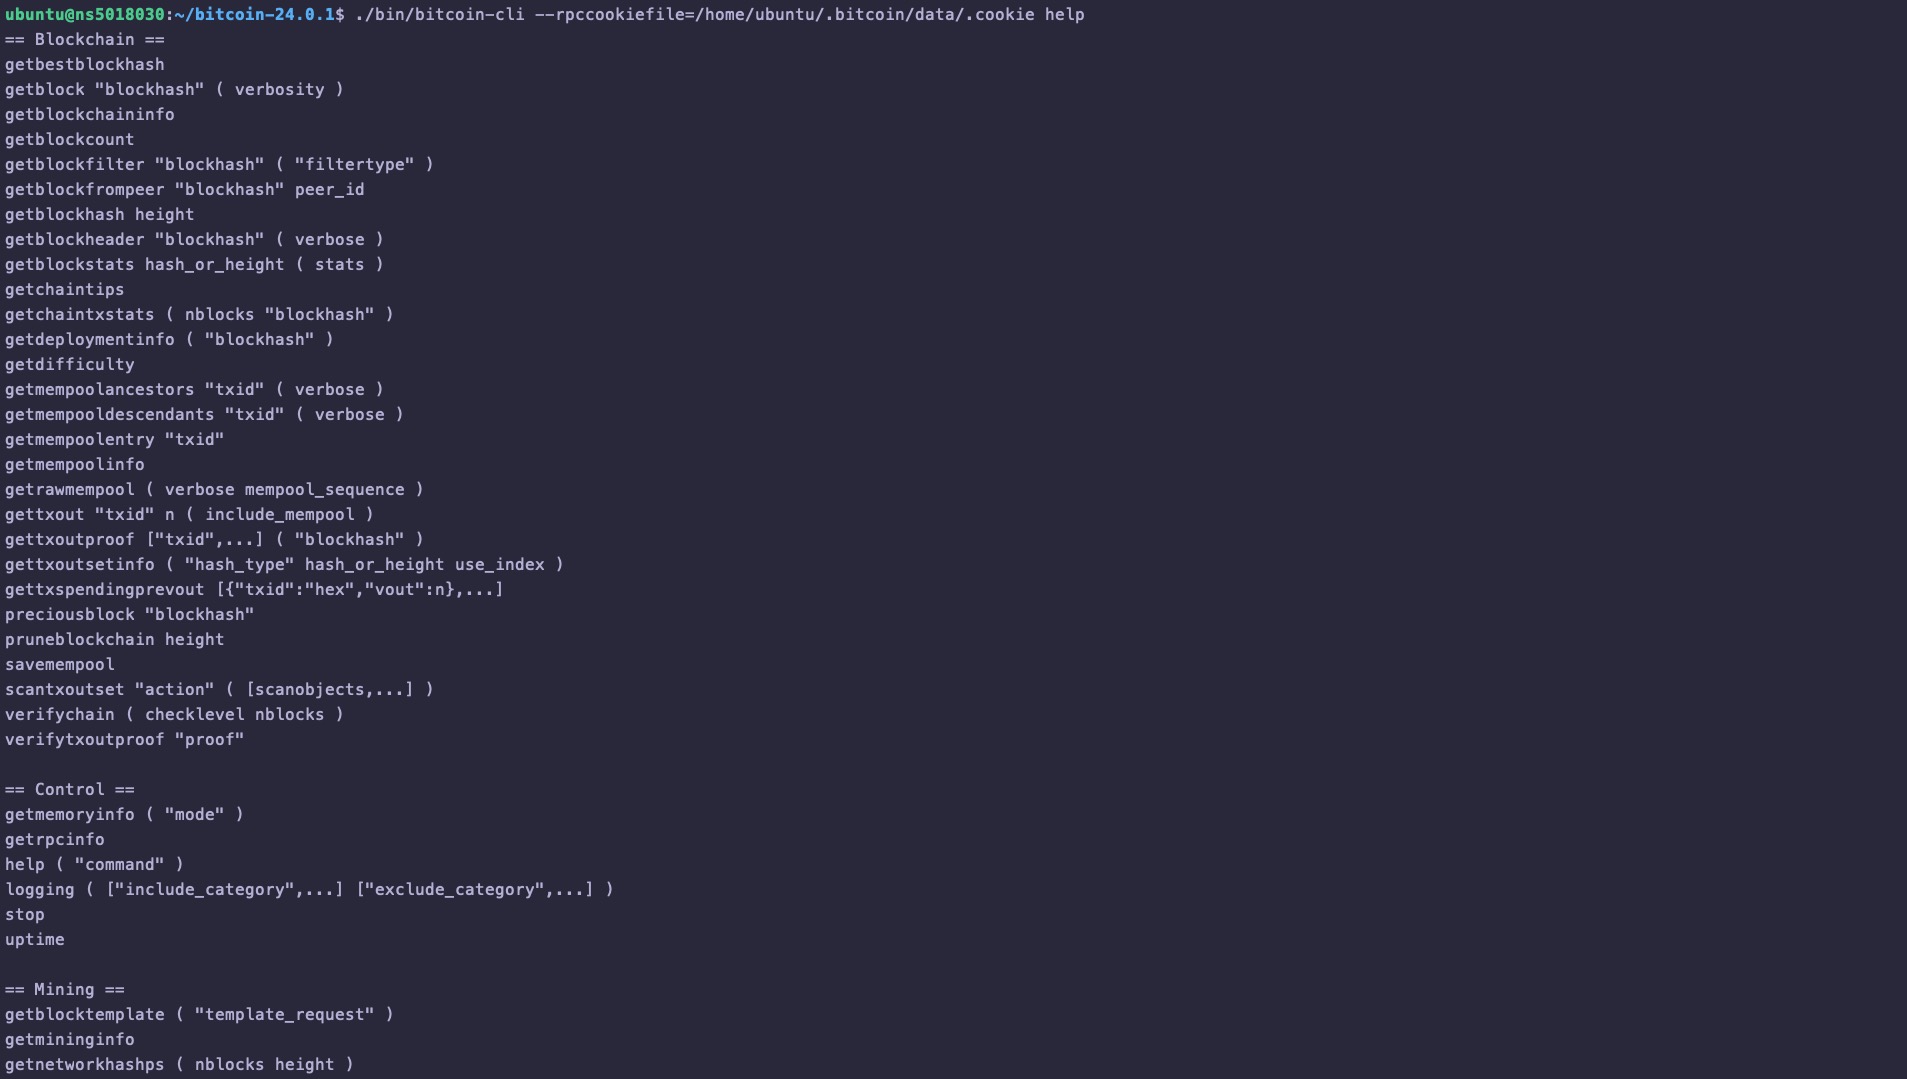 ubuntu@ns5018030:~/bitcoin-24.0.1$ ./bin/bitcoin-cli --rpccookiefile=/home/ubuntu/.bitcoin/data/.cookie help
== Blockchain ==
getbestblockhash
getblock "blockhash" ( verbosity )
getblockchaininfo
getblockcount
getblockfilter "blockhash" ( "filtertype" )
getblockfrompeer "blockhash" peer_id
getblockhash height
getblockheader "blockhash" ( verbose )
getblockstats hash_or_height ( stats )
getchaintips
getchaintxstats ( nblocks "blockhash" )
getdeploymentinfo ( "blockhash" )
getdifficulty
getmempoolancestors "txid" ( verbose )
getmempooldescendants "txid" ( verbose )
getmempoolentry "txid"
getmempoolinfo
getrawmempool ( verbose mempool_sequence )
gettxout "txid" n ( include_mempool )
gettxoutproof ["txid",...] ( "blockhash" )
gettxoutsetinfo ( "hash_type" hash_or_height use_index )
gettxspendingprevout [{"txid":"hex","vout":n},...]
preciousblock "blockhash"
pruneblockchain height
savemempool
scantxoutset "action" ( [scanobjects,...] )
verifychain ( checklevel nblocks )
verifytxoutproof "proof"

== Control ==
getmemoryinfo ( "mode" )
getrpcinfo
help ( "command" )
logging ( ["include_category",...] ["exclude_category",...] )
stop
uptime

== Mining ==
getblocktemplate ( "template_request" )
getmininginfo
getnetworkhashps ( nblocks height )